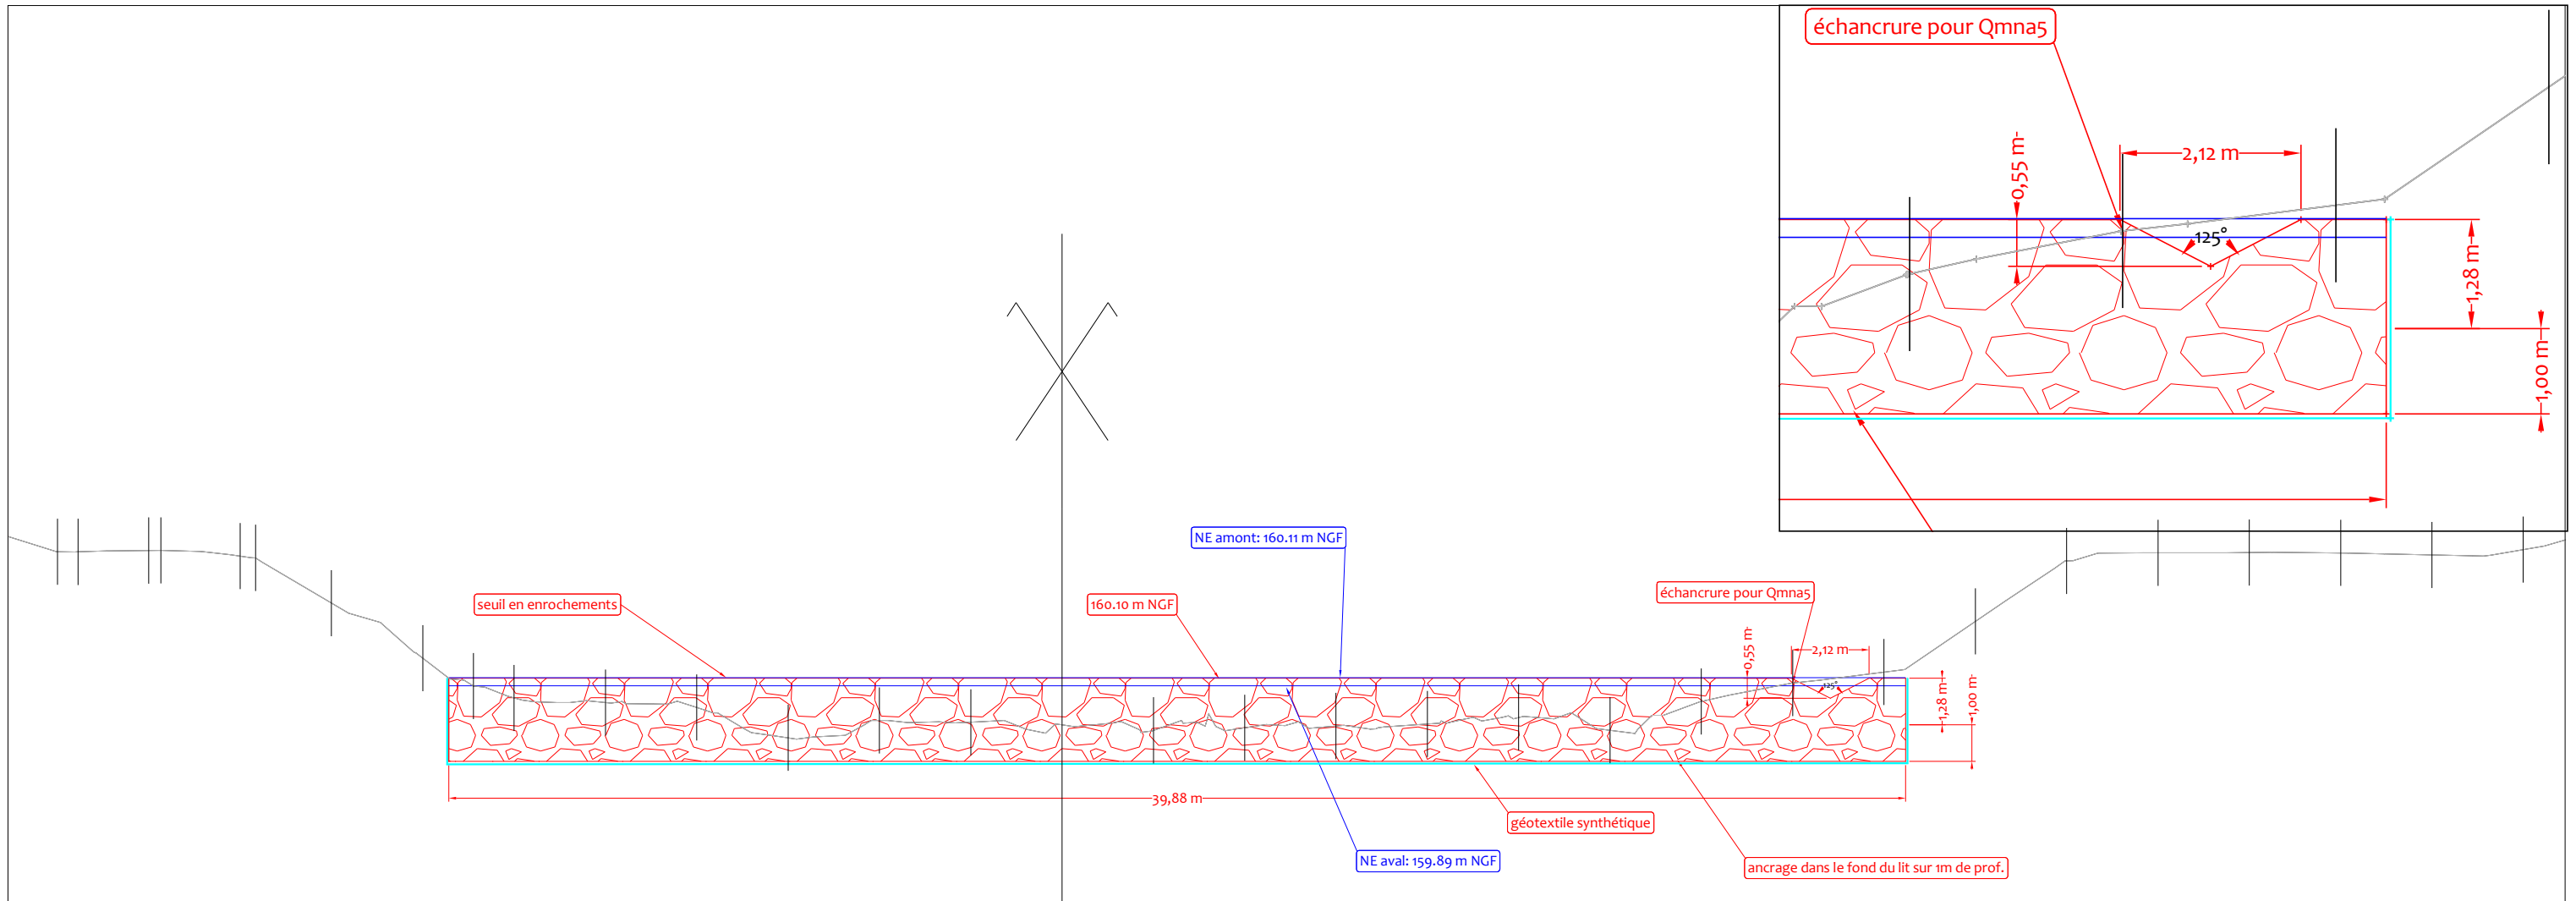 échancrure pour Qmna5
2,12 m
0,55 m
125°
1,28 m
1,00 m
NE amont: 160.11 m NGF
seuil en enrochements
160.10 m NGF
échancrure pour Qmna5
0,55 m
2,12 m
125°
1,28 m
1,00 m
39,88 m
géotextile synthétique
NE aval: 159.89 m NGF
ancrage dans le fond du lit sur 1m de prof.